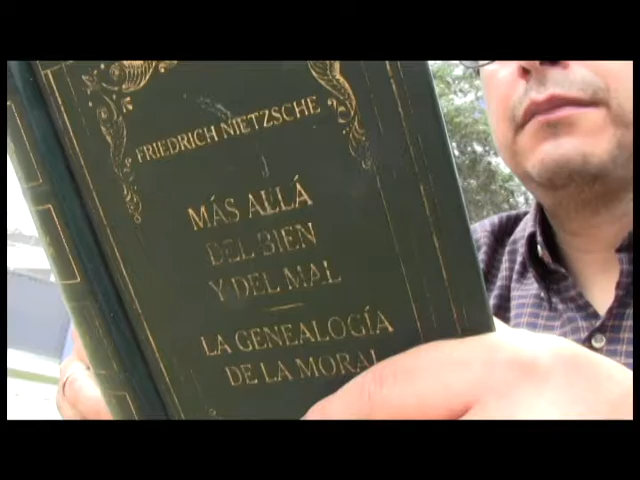 FRIEDRICH NIETZSCHE
MÁS ALLÁ
DEL BIEN
Y DEL MAL
LA GENEALOGÍA
DE LA MORAL